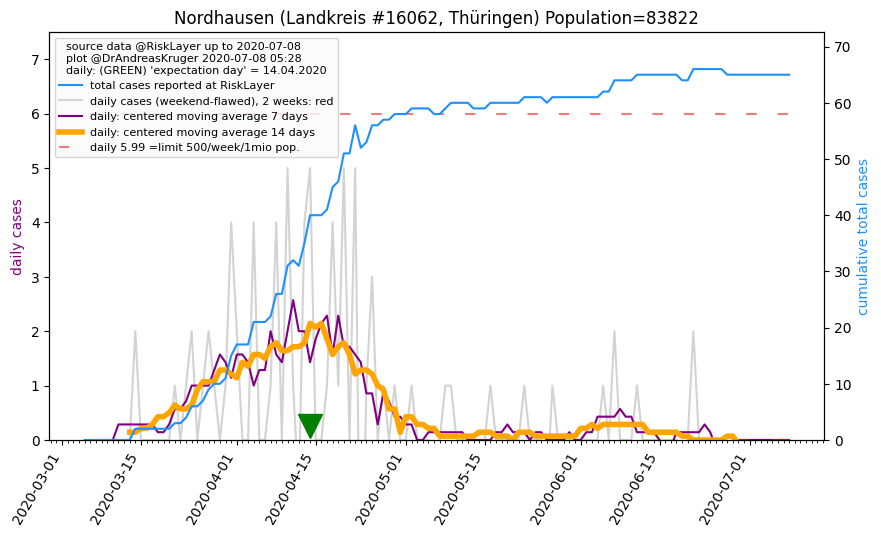 Nordhausen (Landkreis #16062, Thüringen) Population=83822
source data @RiskLayer up to 2020-07-08
plot @DrAndreasKruger 2020-07-08 05:28
daily: (GREEN) 'expectation day' = 14.04.2020
total cases reported at RiskLayer
daily cases (weekend-flawed), 2 weeks: red
daily: centered moving average 7 days
daily: centered moving average 14 days
daily 5.99 =limit 500/week/1mio pop.
daily cases
7
6
5
4
3
2
1
0
70
60
50
40
30
20
10
0
cumulative total cases
2020-03-01
2020-03-15
2020-04-01
2020-04-15
2020-05-01
2020-05-15
2020-06-01
2020-06-15
2020-07-01